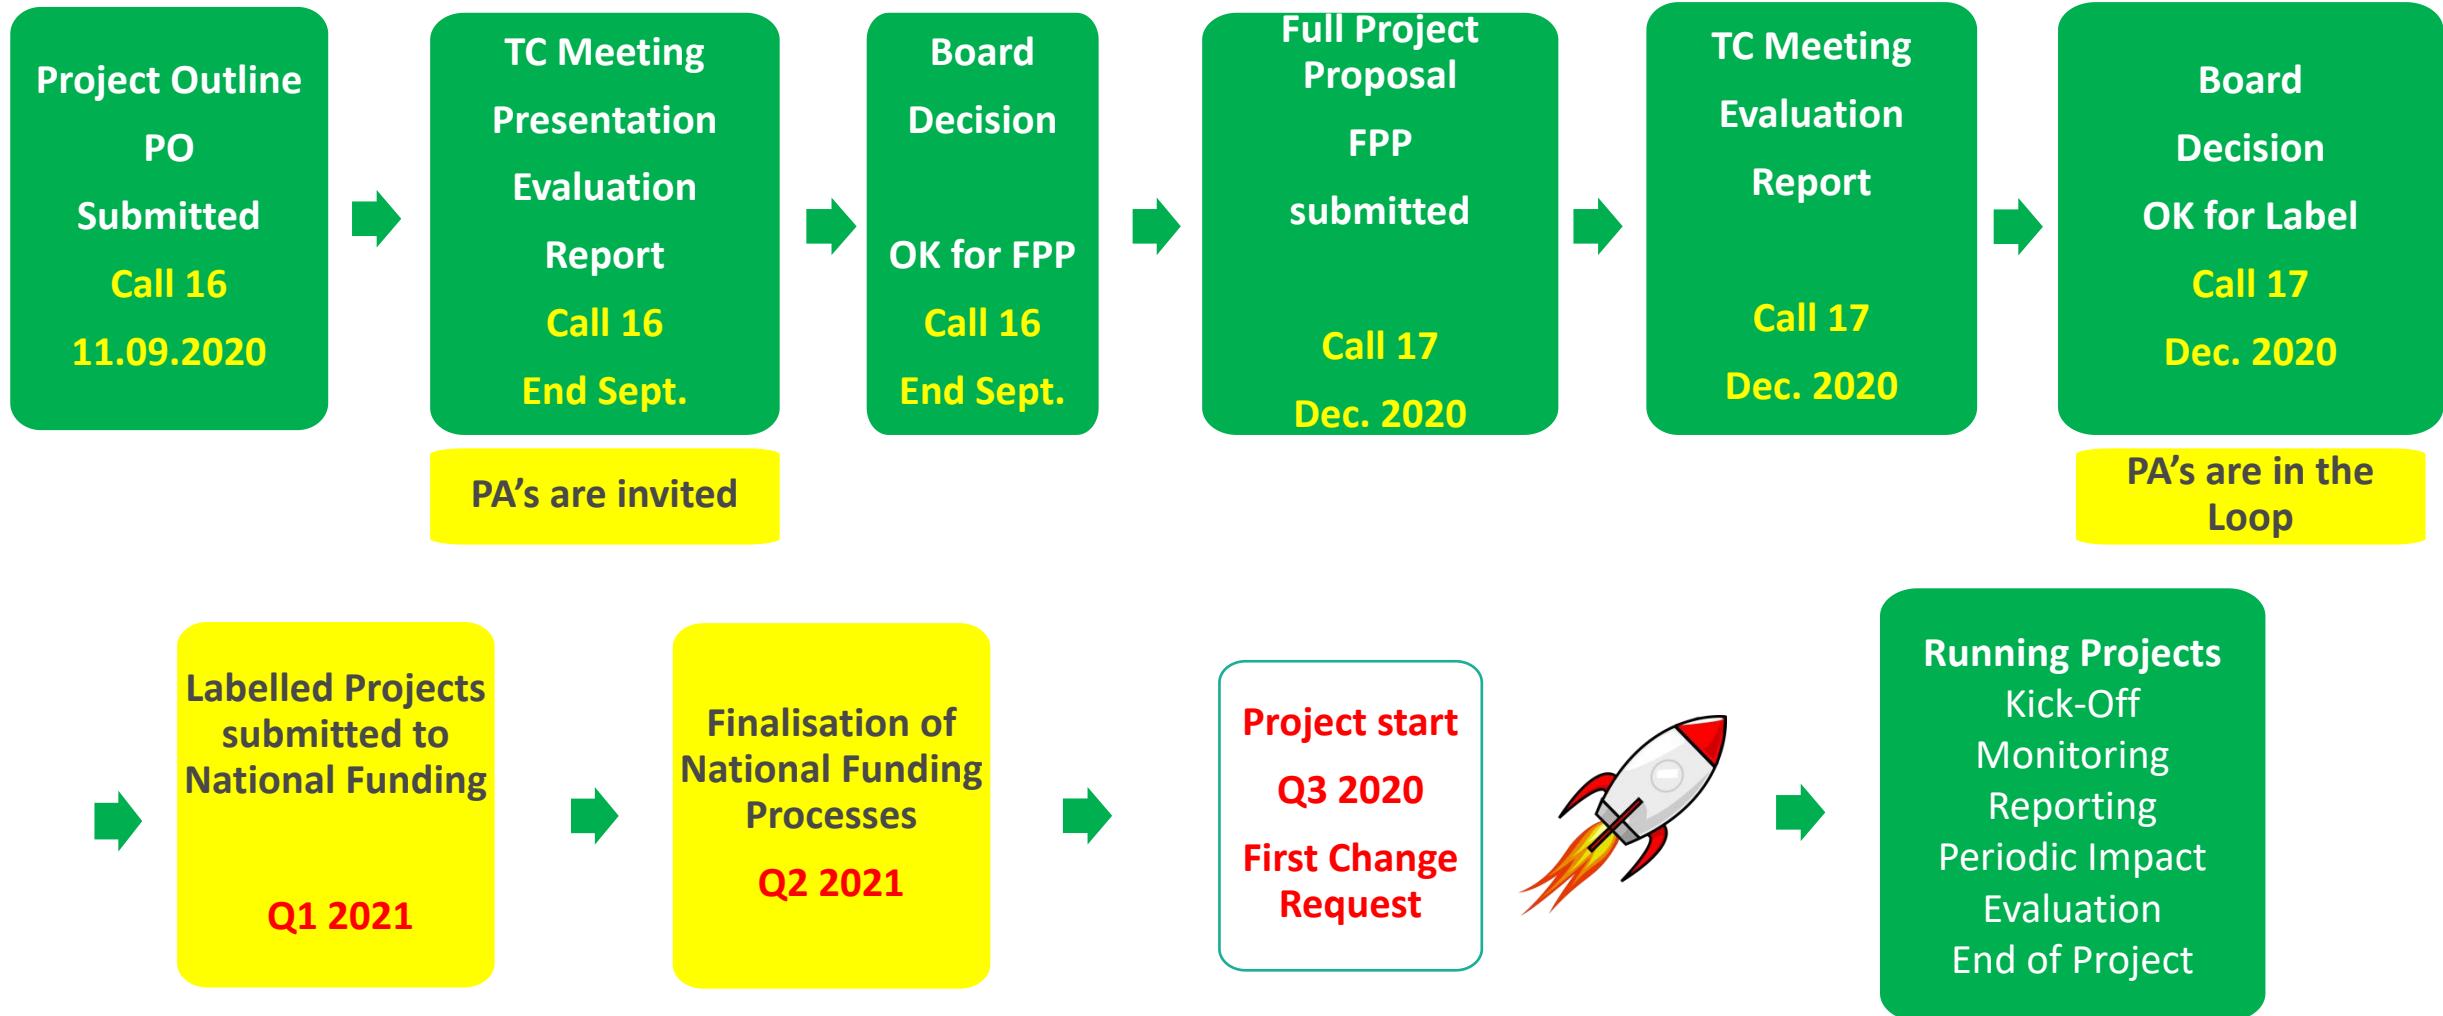 Project Outline
PO
Submitted
Call 16
11.09.2020
TC Meeting
Presentation
Evaluation
Report
Call 16
End Sept.
PA's are invited
Board
Decision
OK for FPP
Call 16
End Sept.
Full Project
Proposal
FPP
submitted
Call 17
Dec. 2020
TC Meeting
Evaluation
Report
Call 17
Dec. 2020
Board
Decision
OK for Label
Call 17
Dec. 2020
PA's are in the
Loop
Labelled Projects
submitted to
National Funding
Q1 2021
Finalisation of
National Funding
Processes
Q2 2021
Project start
Q3 2020
First Change
Request
Running Projects
Kick-Off
Monitoring
Reporting
Periodic Impact
Evaluation
End of Project